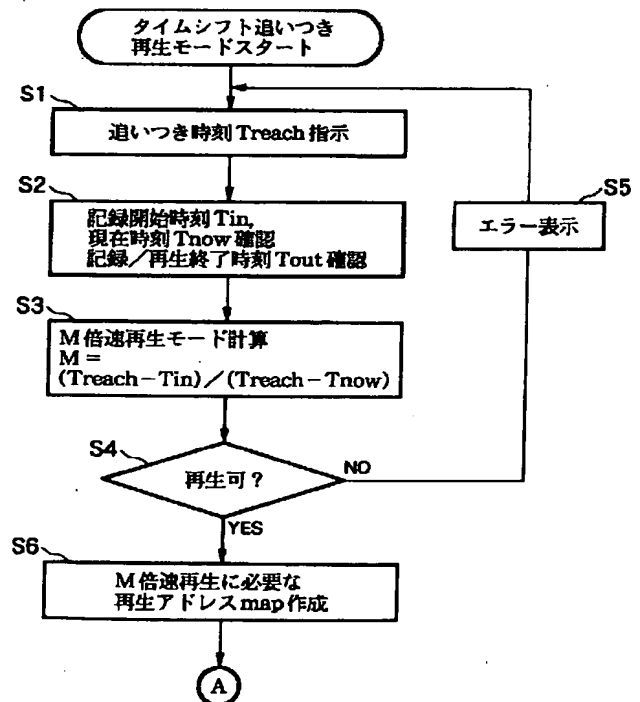 タイムシフト追いつき
再生モードスタート
S1
追いつき時刻 Treach 指示
S2
記録開始時刻 Tin,
現在時刻 Tnow 確認
記録／再生終了時刻 Tout 確認
S5
エラー表示
S3
M倍速再生モード計算
M =
(Treach－Tin)／(Treach－Tnow)
S4
再生可？
NO
YES
S6
M倍速再生に必要な
再生アドレスmap作成
A